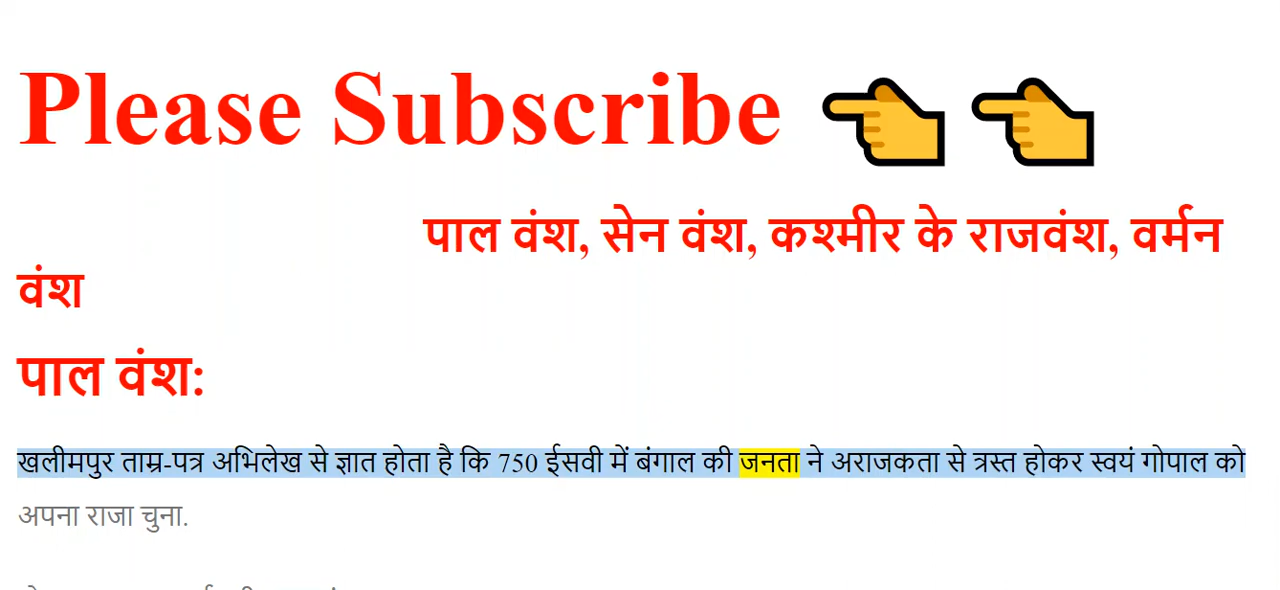 Please Subscribe 👈 👈
पाल वंश, सेन वंश, कश्मीर के राजवंश, वर्मन
वंश
पाल वंश:
खलीमपुर ताम्र-पत्र अभिलेख से ज्ञात होता है कि 750 ईसवी में बंगाल की जनता ने अराजकता से त्रस्त होकर स्वयं गोपाल को
अपना राजा चुना.